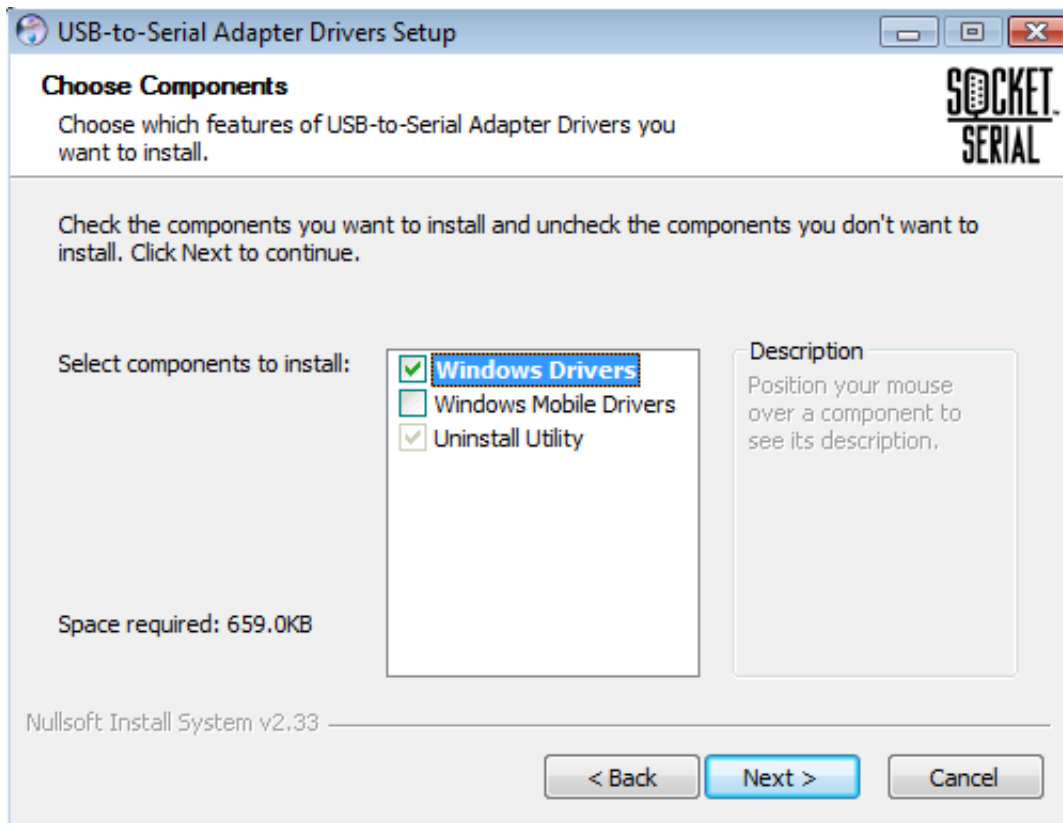 USB-to-Serial Adapter Drivers Setup
Choose Components
Choose which features of USB-to-Serial Adapter Drivers you
want to install.
SOCKET™
SERIAL
Check the components you want to install and uncheck the components you don't want to
install. Click Next to continue.
Select components to install:
Windows Drivers
Windows Mobile Drivers
Uninstall Utility
Description
Position your mouse
over a component to
see its description.
Space required: 659.0KB
Nullsoft Install System v2.33
< Back
Next >
Cancel